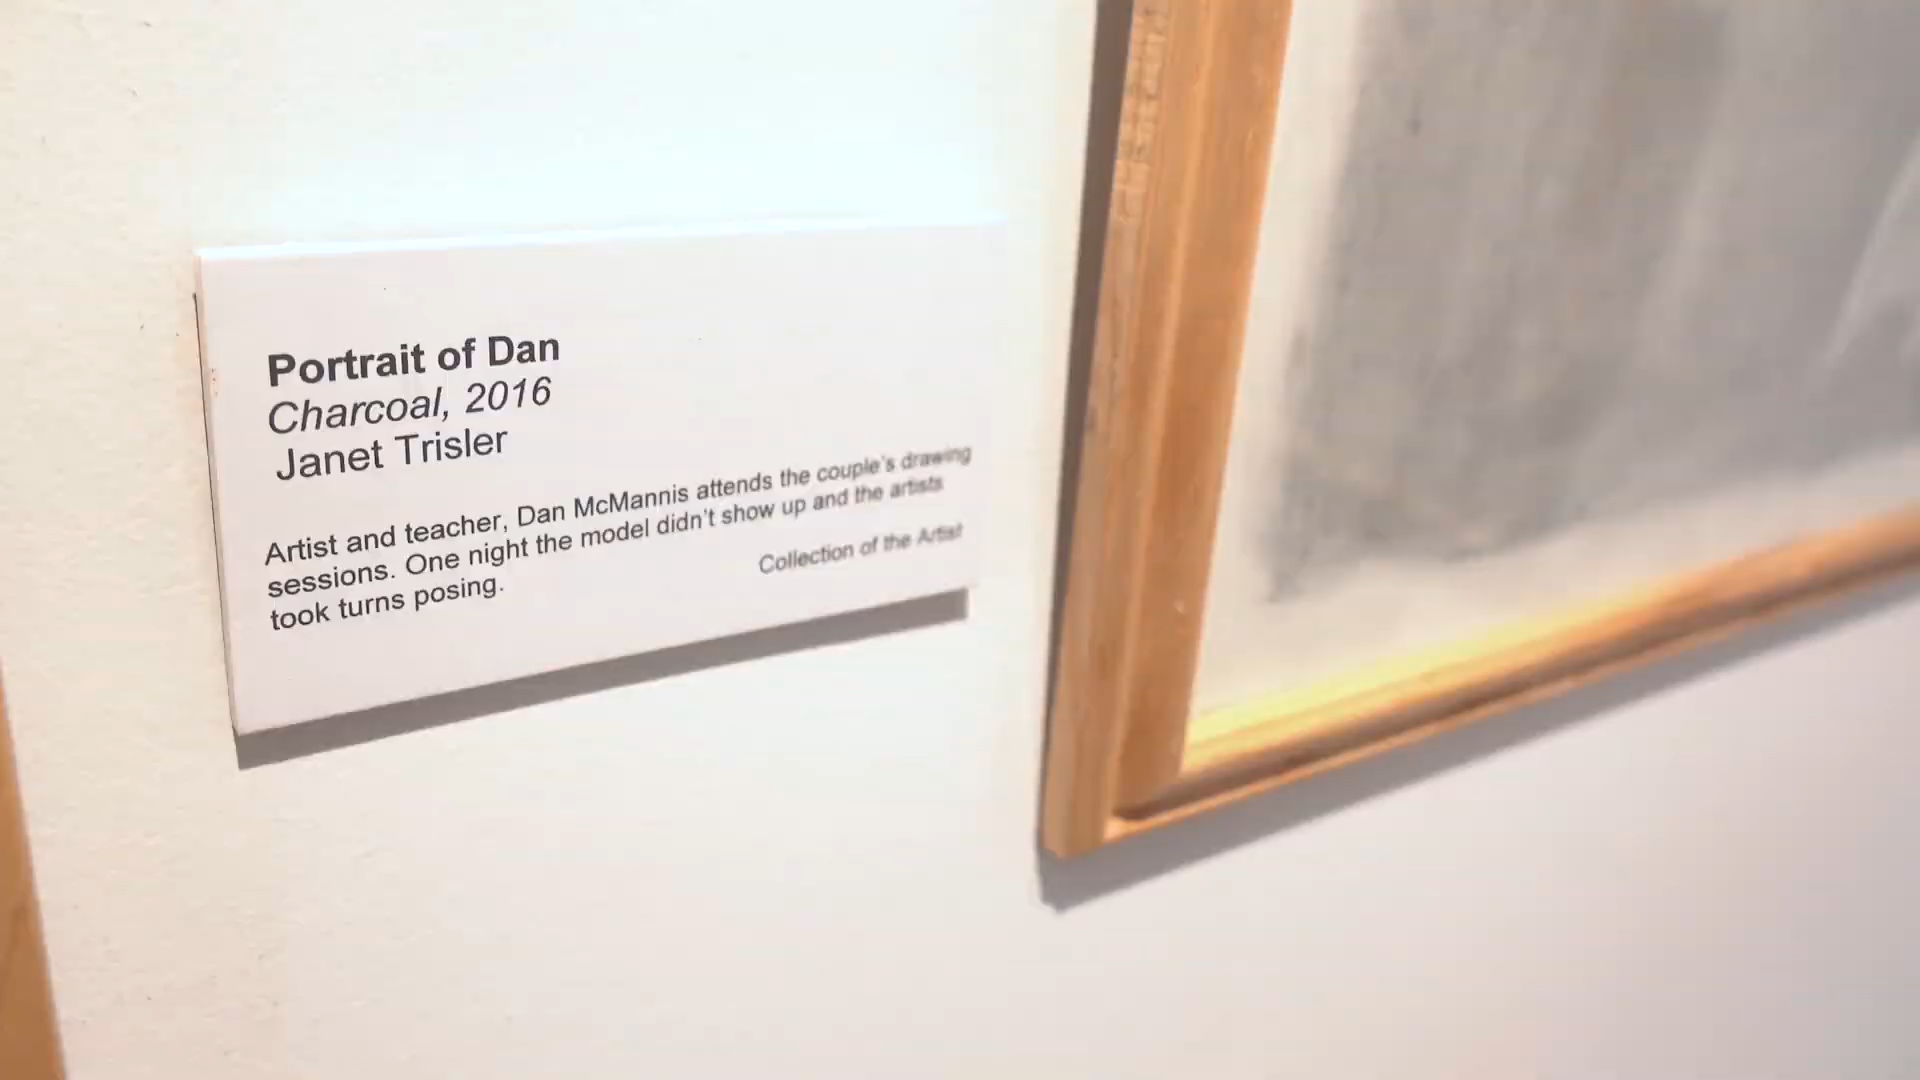 Portrait of Dan
Charcoal, 2016
Janet Trisler
Artist and teacher, Dan McMannis attends the couple's drawing
sessions. One night the model didn't show up and the artists
took turns posing.
Collection of the Artist